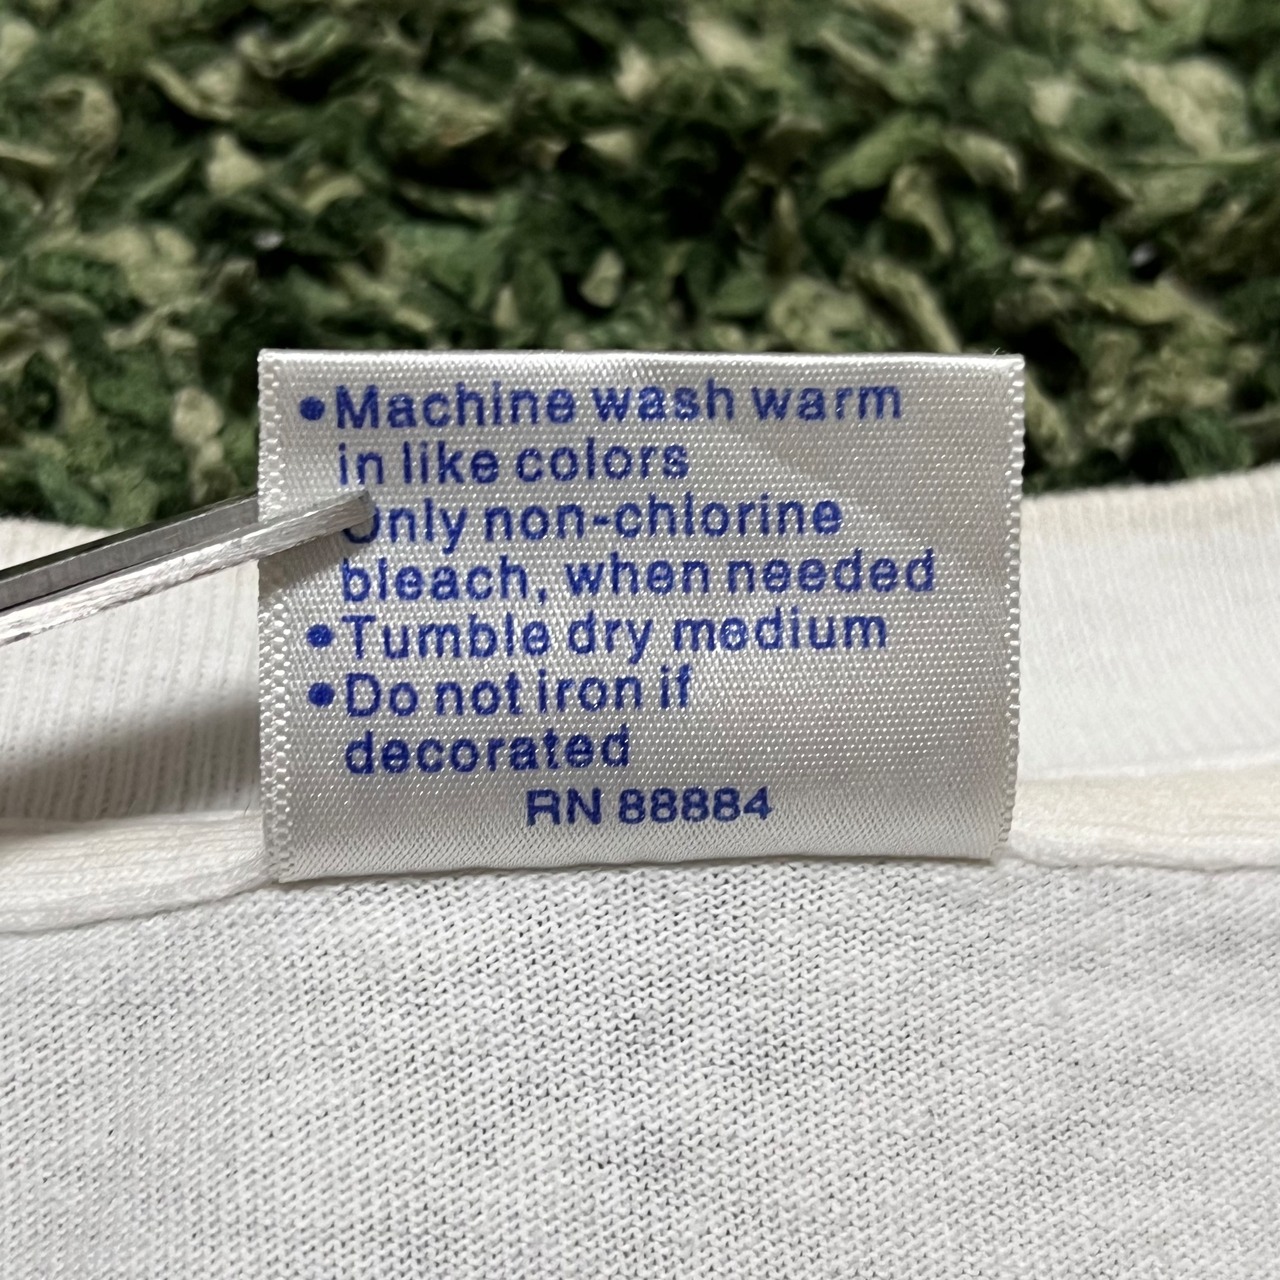 •Machine wash warm
in like colors
Only non-chlorine
bleach, when needed
•Tumble dry medium
•Do not iron if
decorated
RN 88884